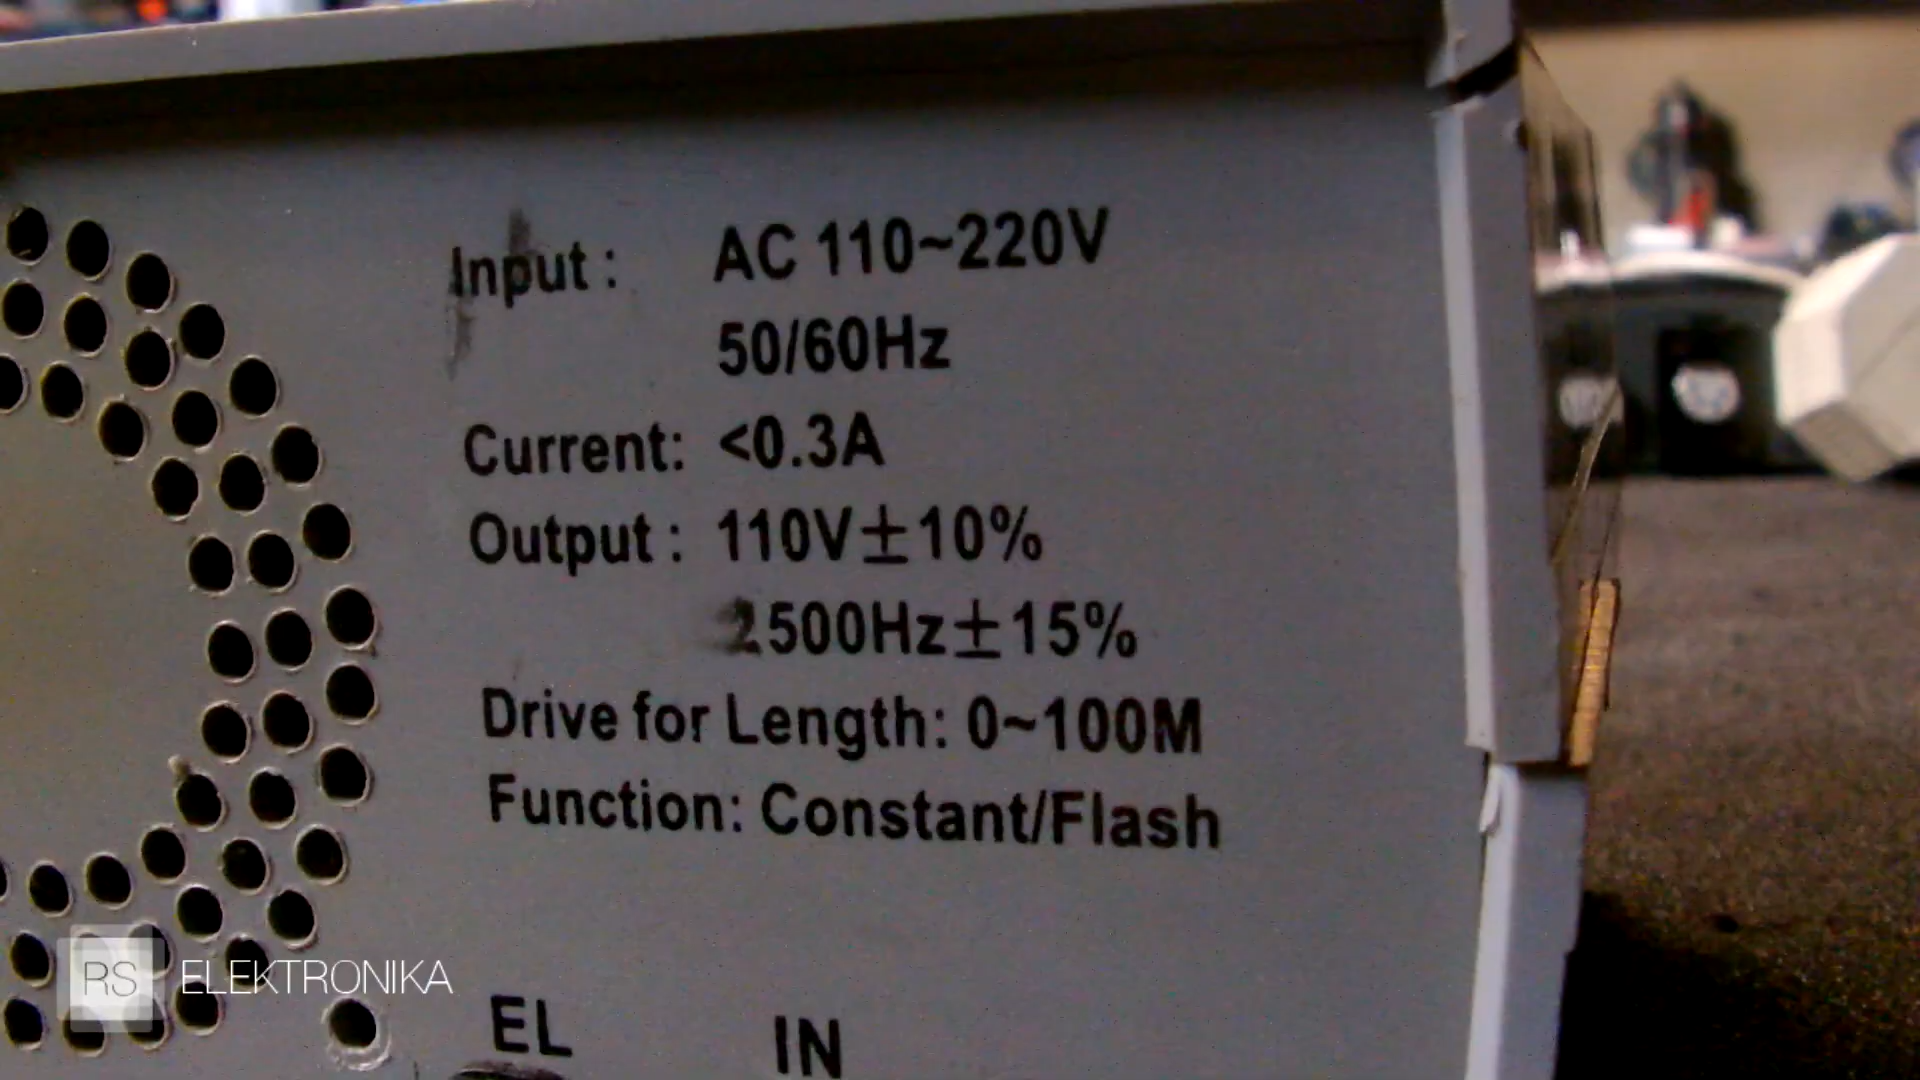 Input : AC 110~220V
50/60Hz
Current: <0.3A
Output : 110V±10%
2500Hz±15%
Drive for Length: 0~100M
Function: Constant/Flash
EL IN
RS ELEKTRONIKA